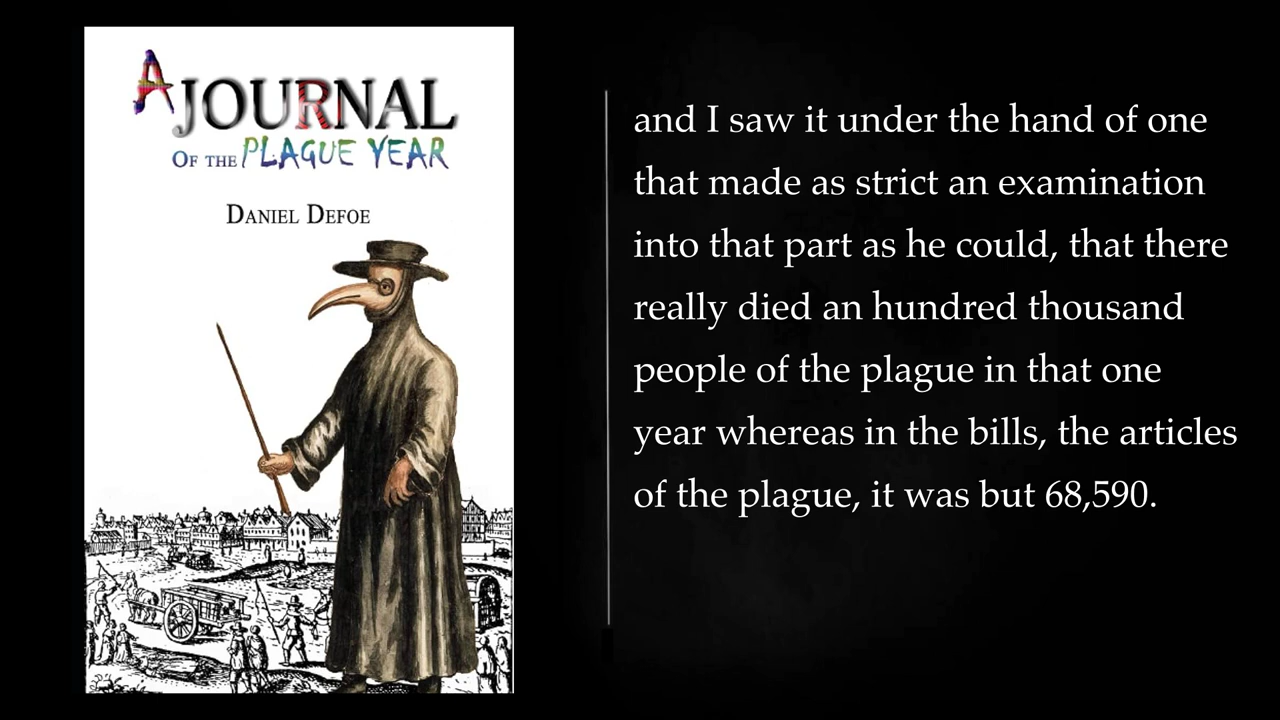 A JOURNAL
OF THE PLAGUE YEAR
DANIEL DEFOE
and I saw it under the hand of one
that made as strict an examination
into that part as he could, that there
really died an hundred thousand
people of the plague in that one
year whereas in the bills, the articles
of the plague, it was but 68,590.